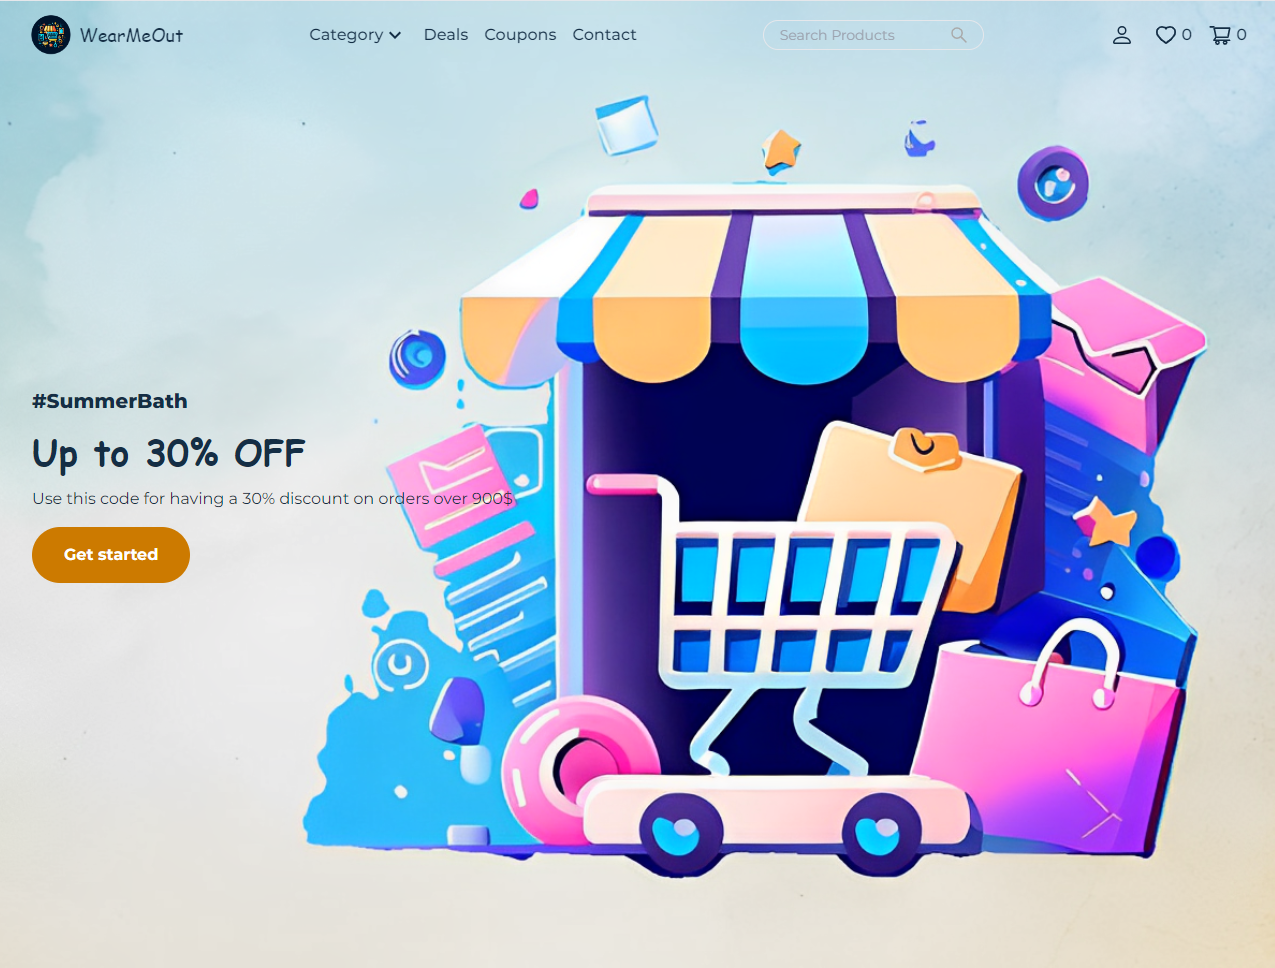 WearMeOut
Category
Deals
Coupons
Contact
Search Products
0
0
#SummerBath
Up to 30% OFF
Use this code for having a 30% discount on orders over 900$
Get started